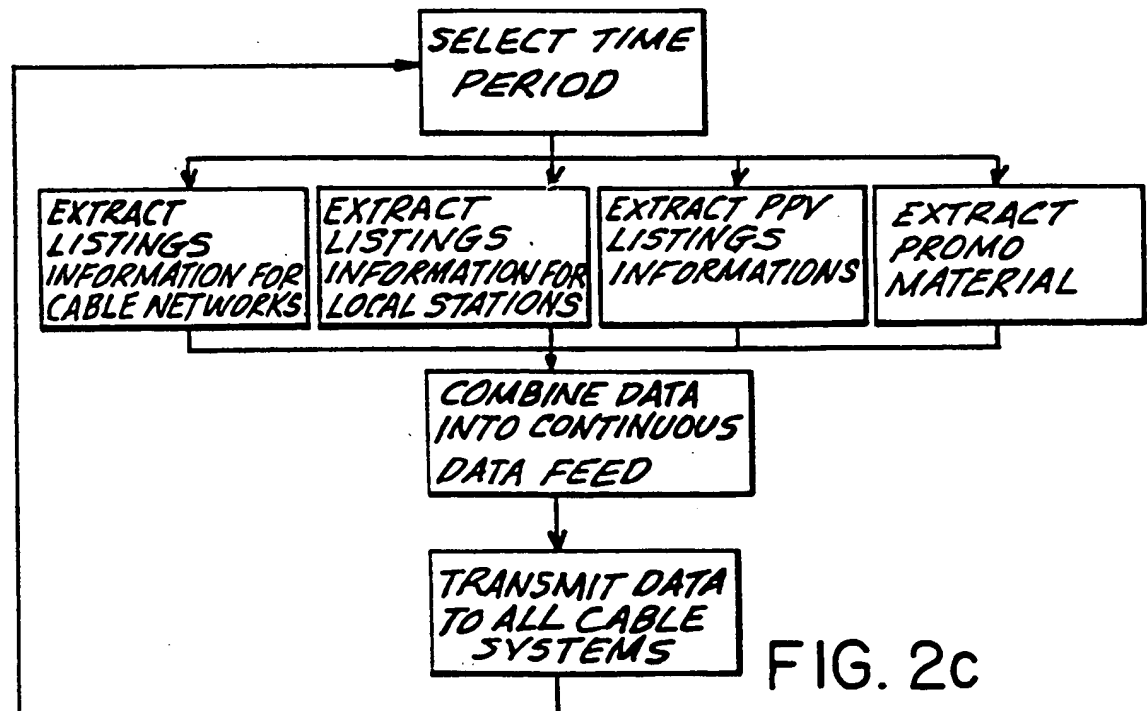 SELECT TIME
PERIOD
EXTRACT
LISTINGS
INFORMATION FOR
CABLE NETWORKS
EXTRACT
LISTINGS
INFORMATION FOR
LOCAL STATIONS
EXTRACT PPV
LISTINGS
INFORMATIONS
EXTRACT
PROMO
MATERIAL
COMBINE DATA
INTO CONTINUOUS
DATA FEED
TRANSMIT DATA
TO ALL CABLE
SYSTEMS
FIG. 2c